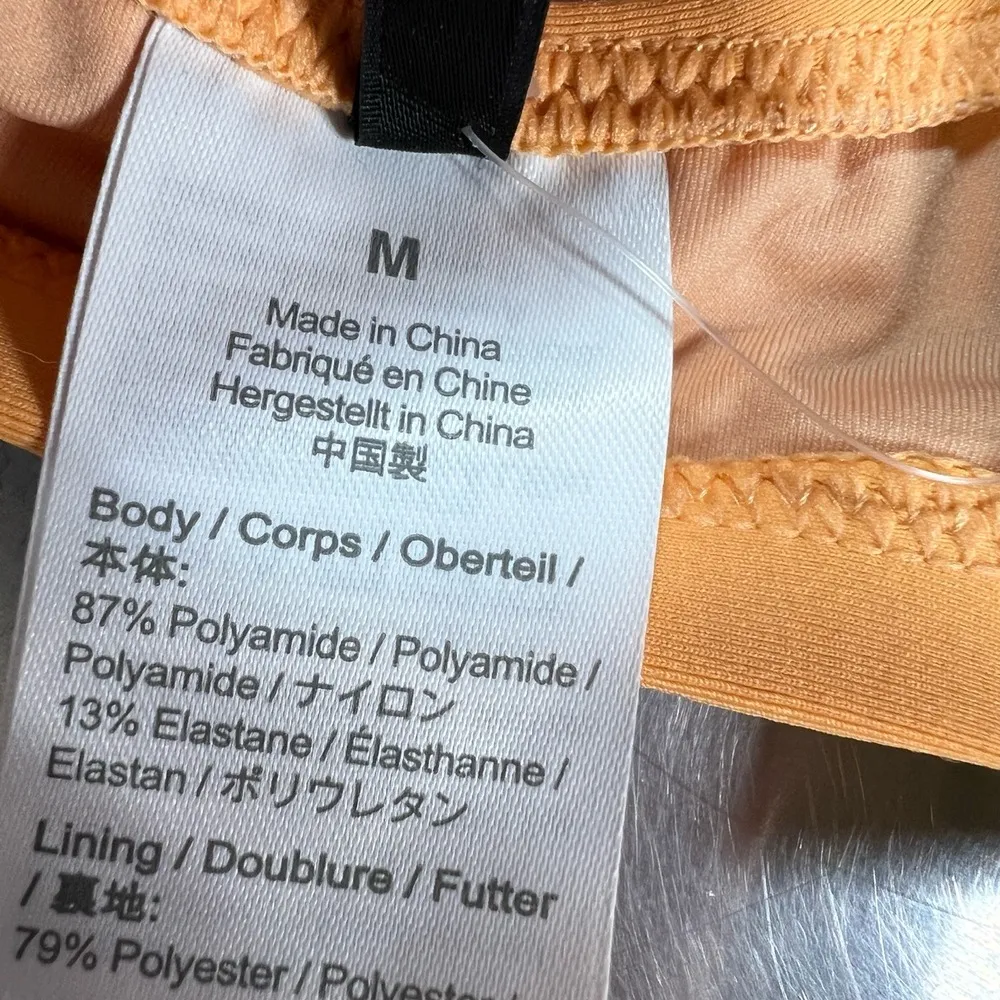 M
Made in China
Fabriqué en Chine
Hergestellt in China
中国製
Body / Corps / Oberteil /
本体:
87% Polyamide / Polyamide /
Polyamide / ナイロン
13% Elastane / Élasthanne /
Elastan / ポリウレタン
Lining / Doublure / Futter
/ 裏地:
79% Polyester /